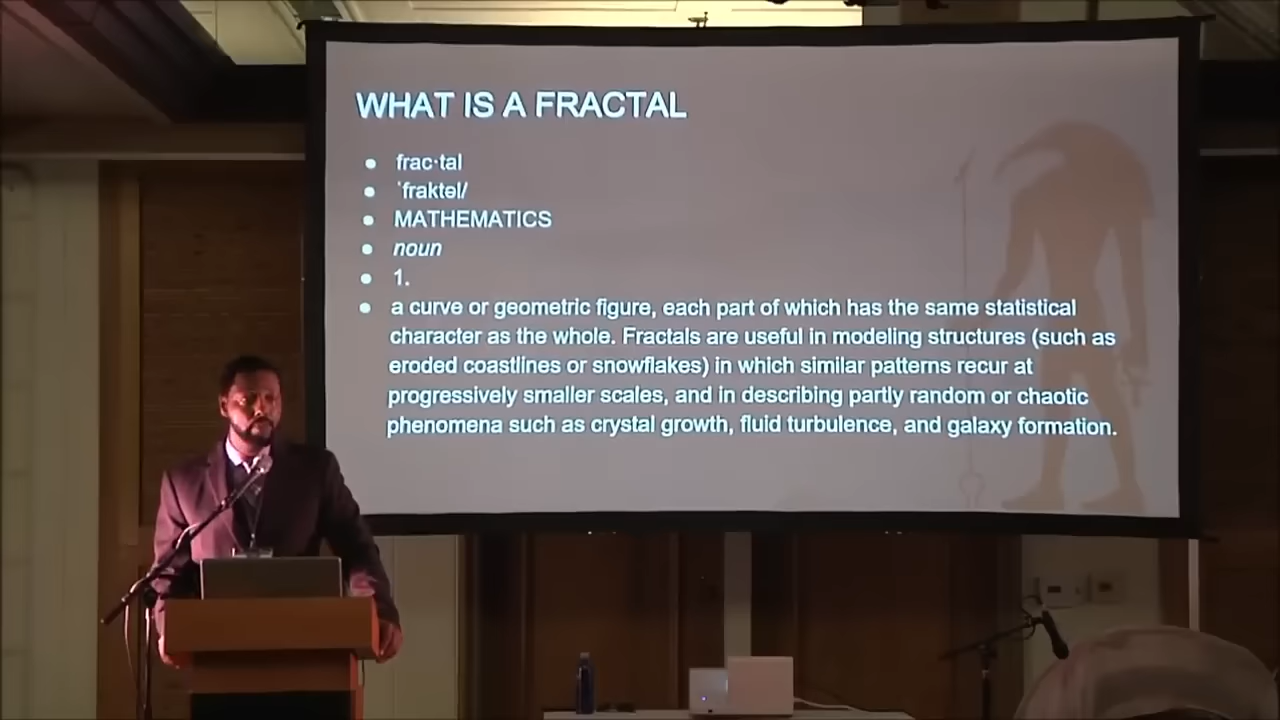 WHAT IS A FRACTAL
• frac·tal
• ˈfraktəl/
• MATHEMATICS
• noun
• 1.
• a curve or geometric figure, each part of which has the same statistical
character as the whole. Fractals are useful in modeling structures (such as
eroded coastlines or snowflakes) in which similar patterns recur at
progressively smaller scales, and in describing partly random or chaotic
phenomena such as crystal growth, fluid turbulence, and galaxy formation.